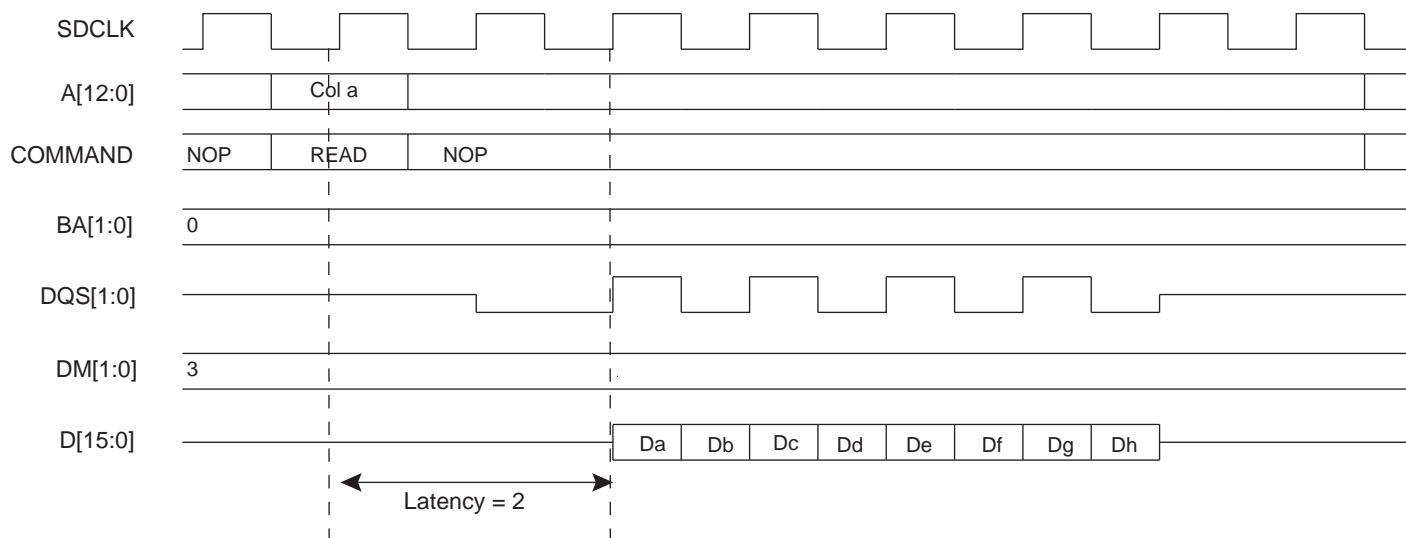 SDCLK
A[12:0] Col a
COMMAND NOP READ NOP
BA[1:0] 0
DQS[1:0]
DM[1:0] 3
D[15:0] Da Db Dc Dd De Df Dg Dh
Latency = 2